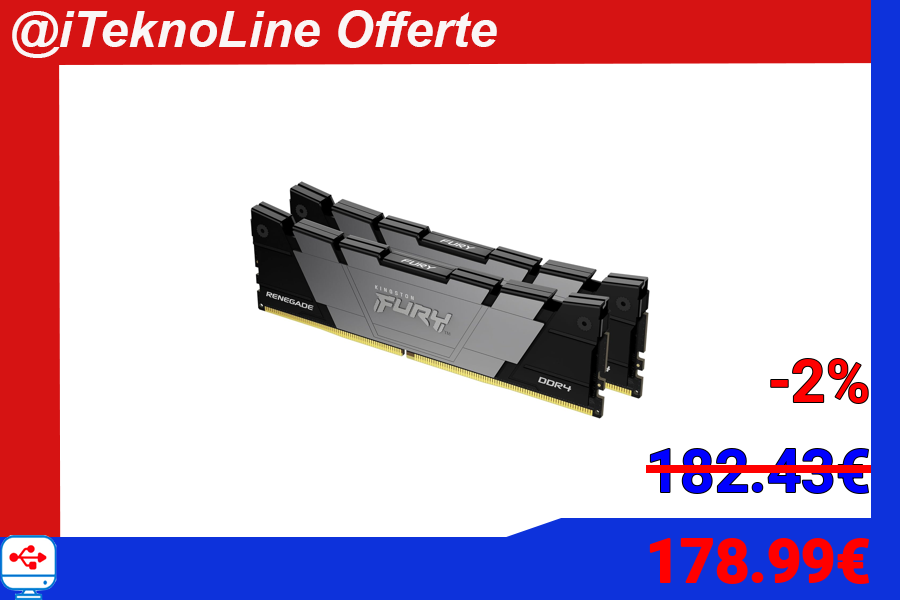 @iTeknoLine Offerte
FURY
FURY
KINGSTON
FURY
RENEGADE
DDR4
-2%
182.43€
178.99€